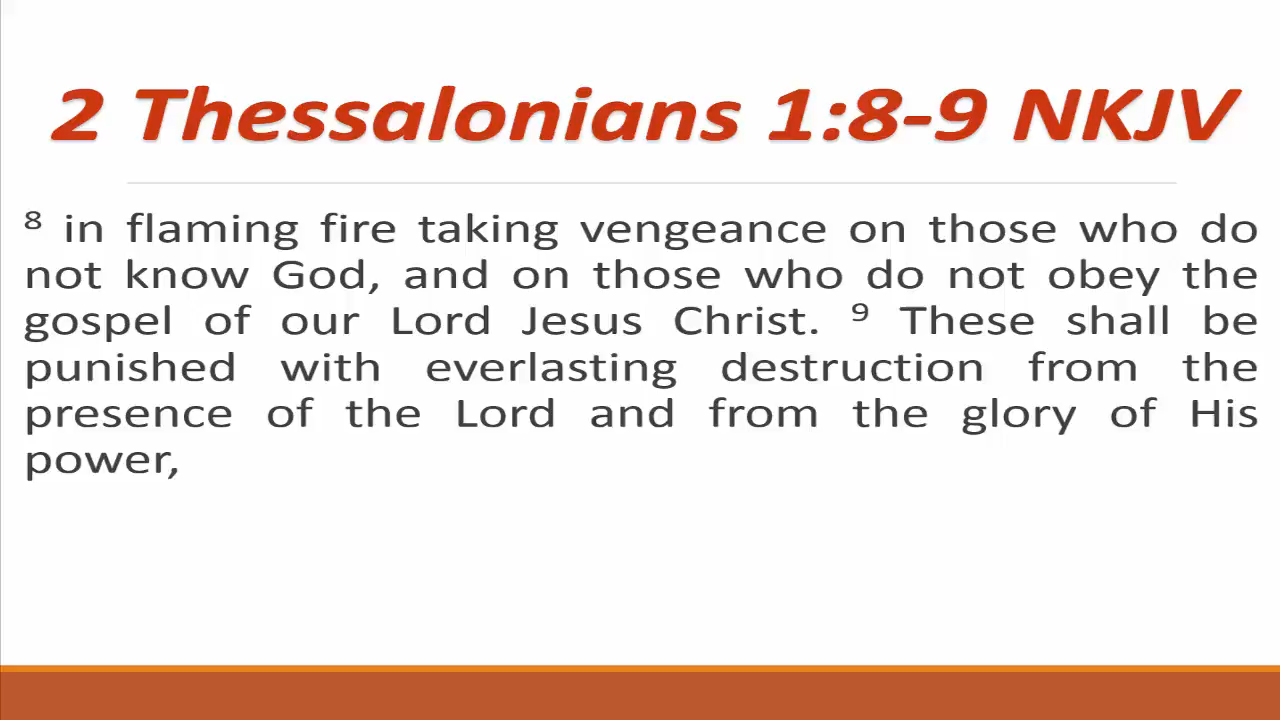 2 Thessalonians 1:8-9 NKJV
⁸ in flaming fire taking vengeance on those who do
not know God, and on those who do not obey the
gospel of our Lord Jesus Christ. ⁹ These shall be
punished with everlasting destruction from the
presence of the Lord and from the glory of His
power,